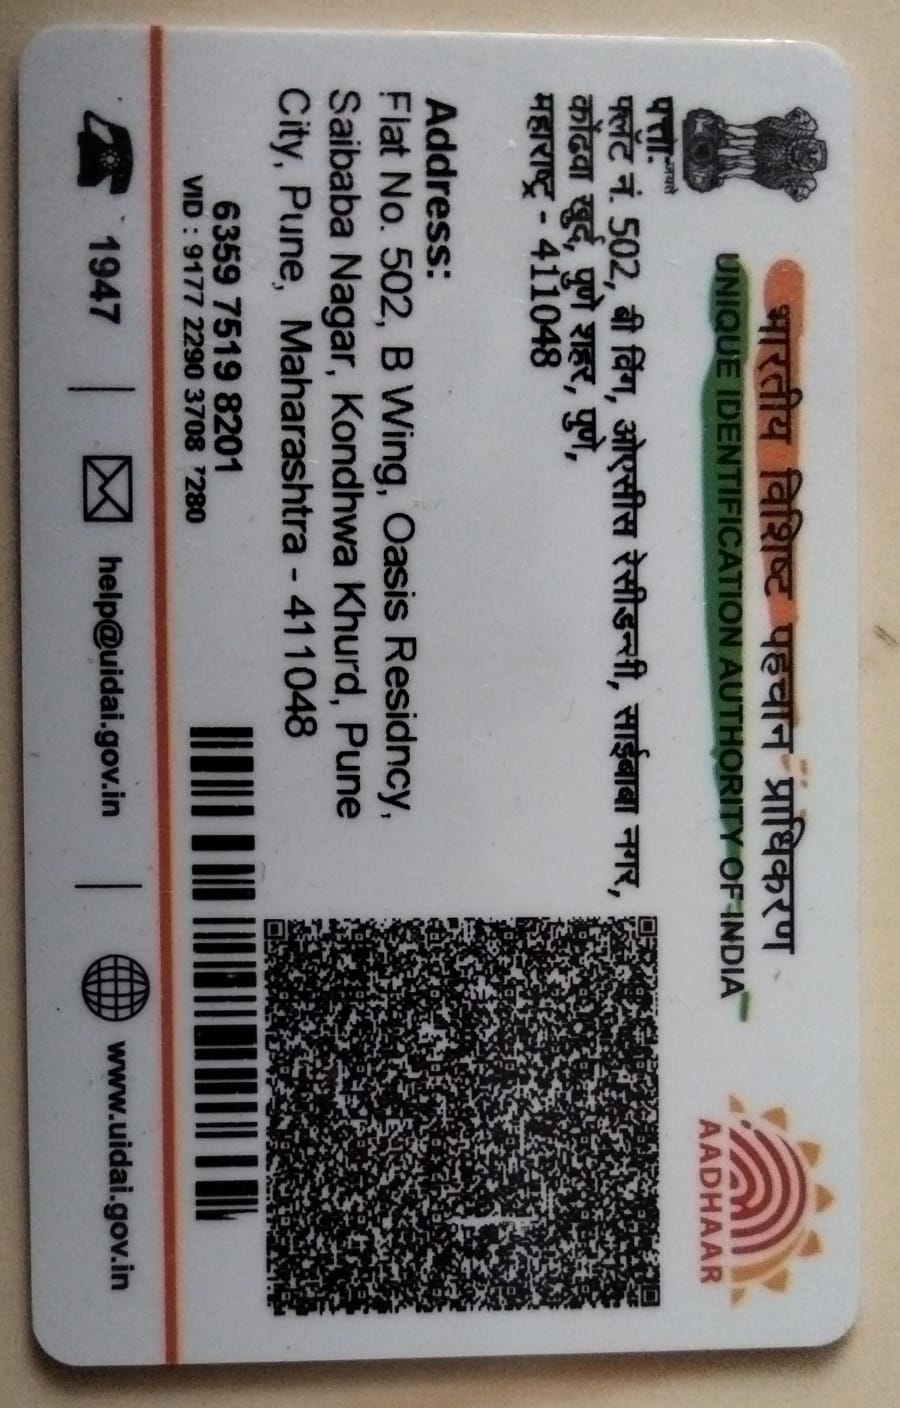 भारतीय विशिष्ट पहचान प्राधिकरण
UNIQUE IDENTIFICATION AUTHORITY OF INDIA
AADHAAR
पत्ता:
फ्लॅट नं. 502, बी विंग, ओएसीस रेसीडन्सी, साईबाबा नगर,
कोंढवा खुर्द, पुणे शहर, पुणे,
महाराष्ट्र - 411048
Address:
Flat No. 502, B Wing, Oasis Residncy,
Saibaba Nagar, Kondhwa Khurd, Pune
City, Pune, Maharashtra - 411048
6359 7519 8201
VID : 9177 2290 3708
1947
help@uidai.gov.in
www.uidai.gov.in